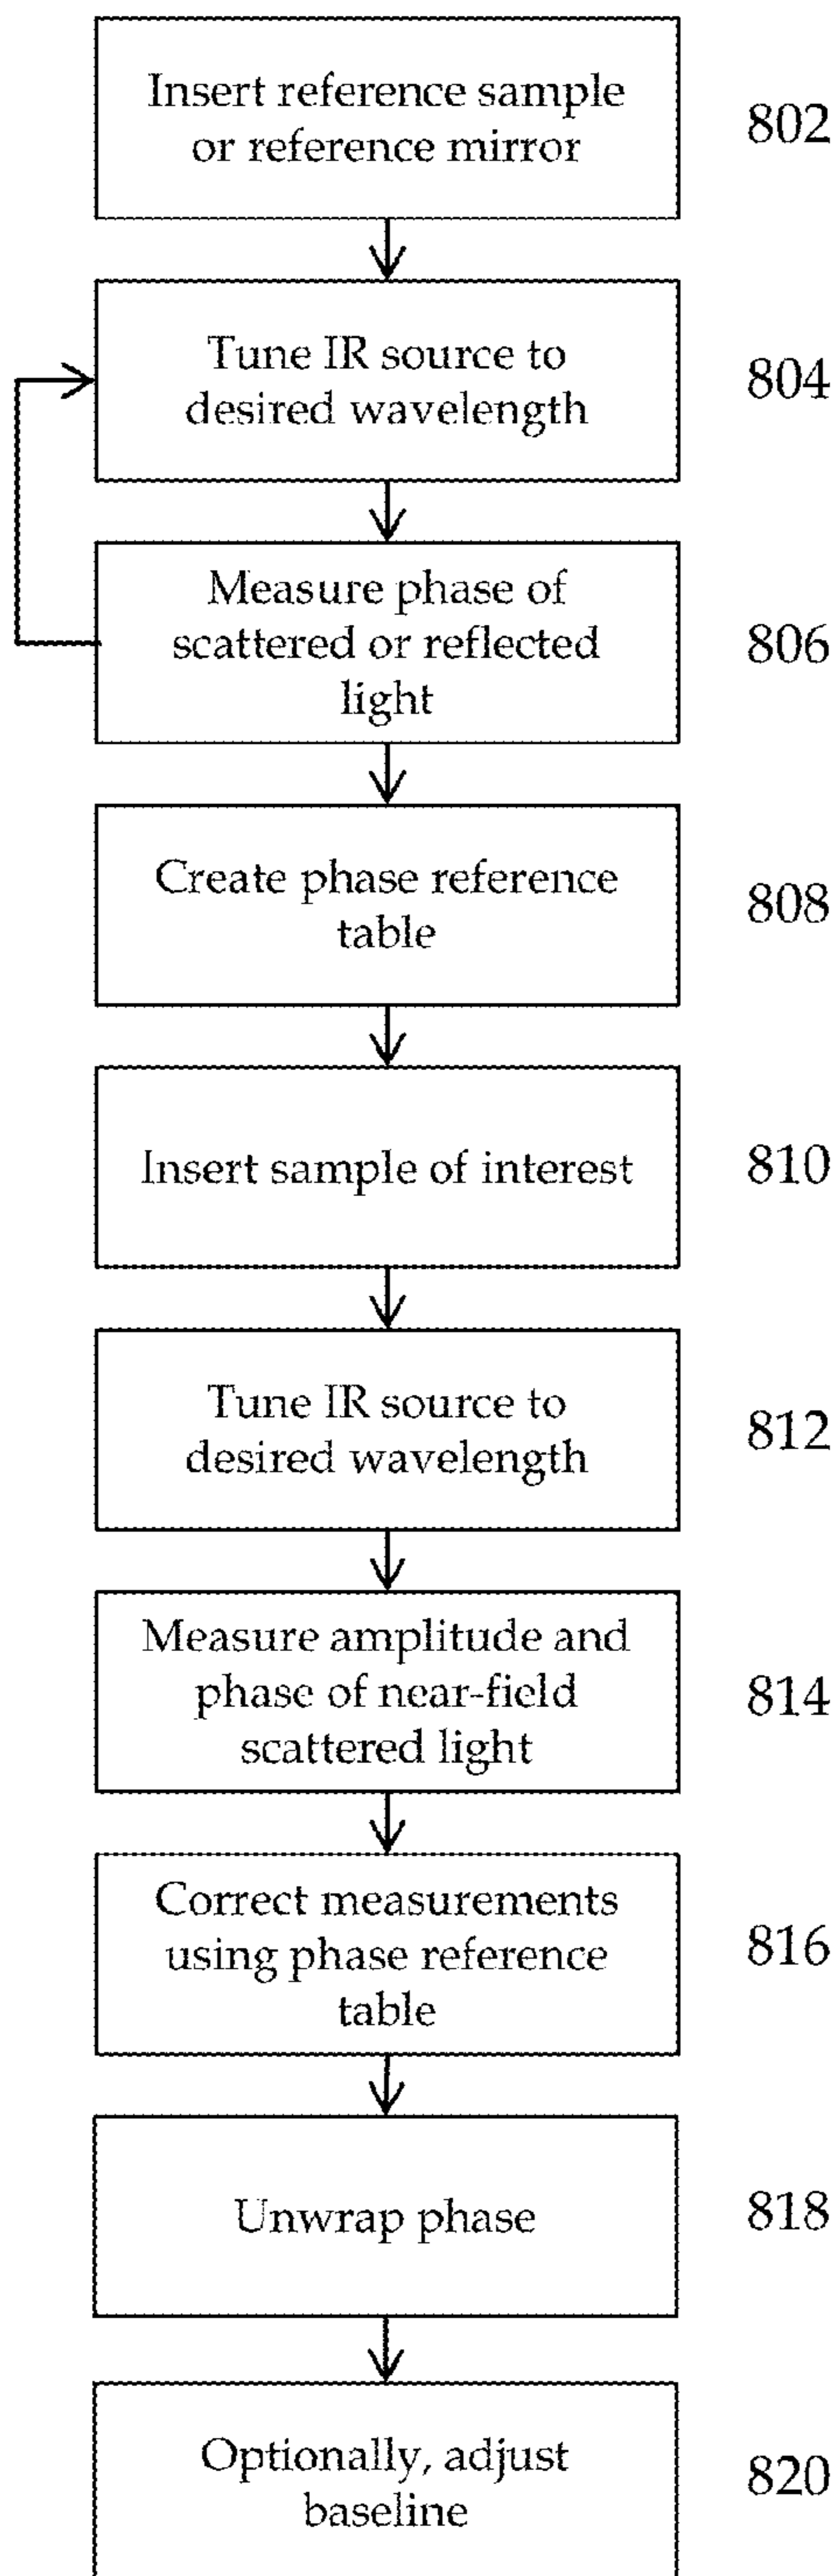 Insert reference sample
or reference mirror
802
Tune IR source to
desired wavelength
804
Measure phase of
scattered or reflected
light
806
Create phase reference
table
808
Insert sample of interest
810
Tune IR source to
desired wavelength
812
Measure amplitude and
phase of near-field
scattered light
814
Correct measurements
using phase reference
table
816
Unwrap phase
818
Optionally, adjust
baseline
820